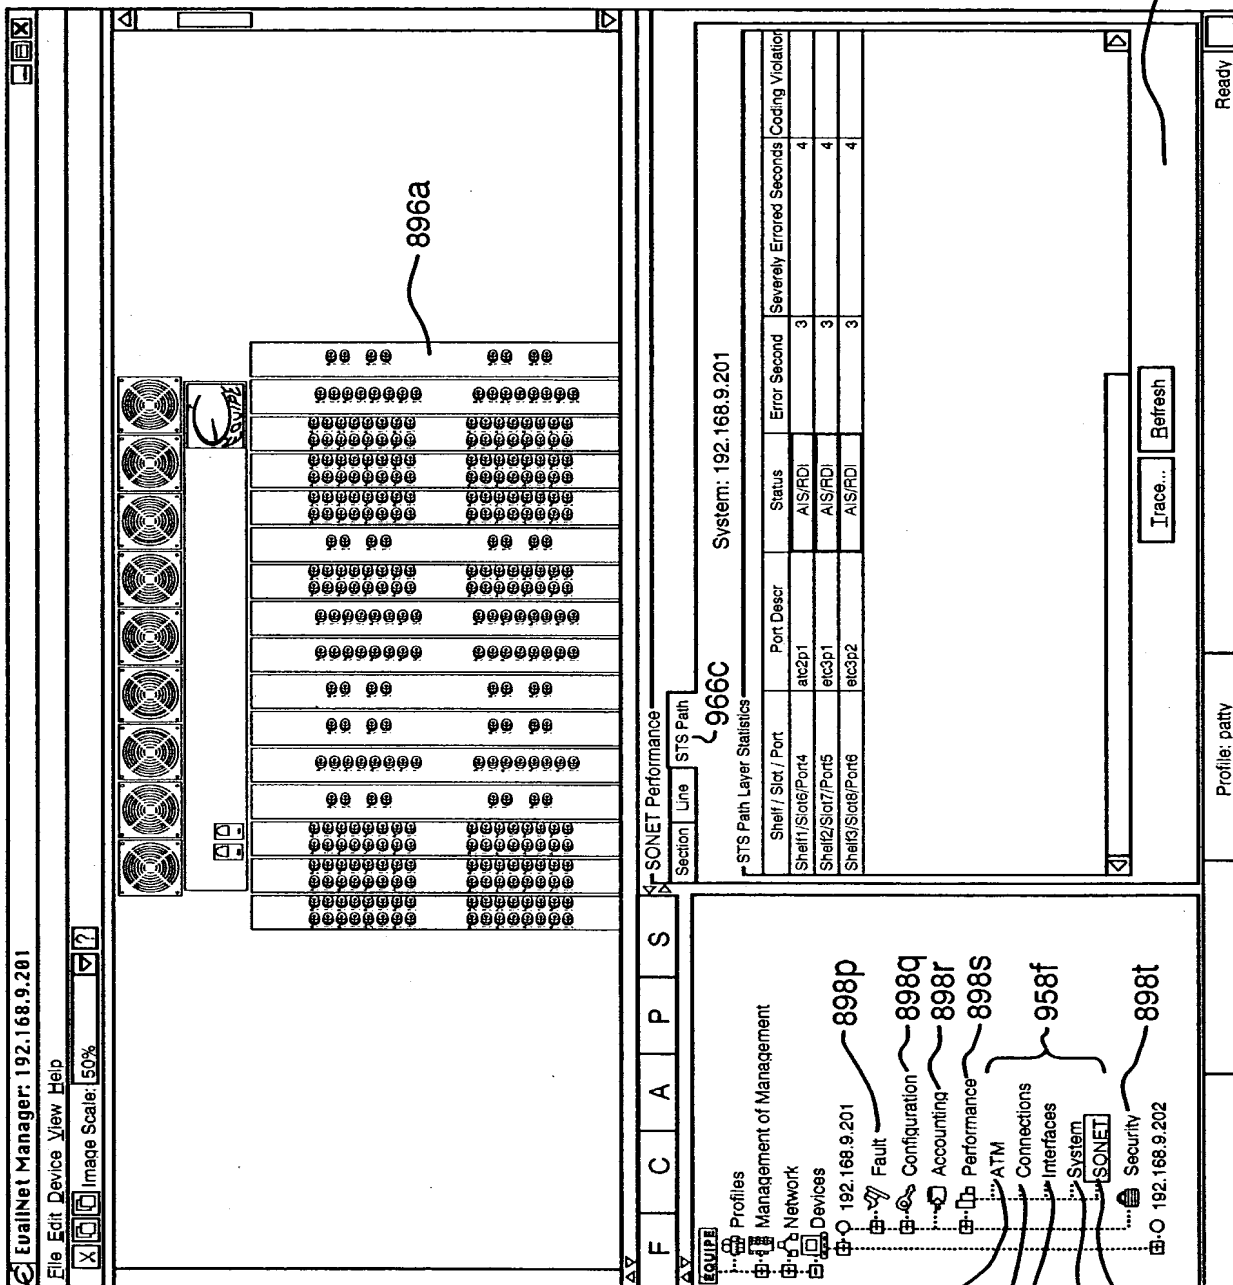 EualNet Manager: 192.168.9.201
File Edit Device View Help
X Image Scale: 50% ?
896a
F C A P S
EQUIPE
Profiles
Management of Management
Network
Devices
192.168.9.201
898p
Fault
Configuration
898q
Accounting
898r
Performance
898s
ATM
Connections
Interfaces
System
SONET
958f
Security
898t
192.168.9.202
SONET Performance
Section Line STS Path
966C
System: 192.168.9.201
STS Path Layer Statistics
Shelf / Slot / Port Port Descr Status Error Second Severely Errored Seconds Coding Violation
Shelf1/Slot6/Port4 atc2p1 AIS/RDI 3 4
Shelf2/Slot7/Port5 etc3p1 AIS/RDI 3 4
Shelf3/Slot8/Port6 etc3p2 AIS/RDI 3 4
Trace... Refresh
Profile: patty Ready